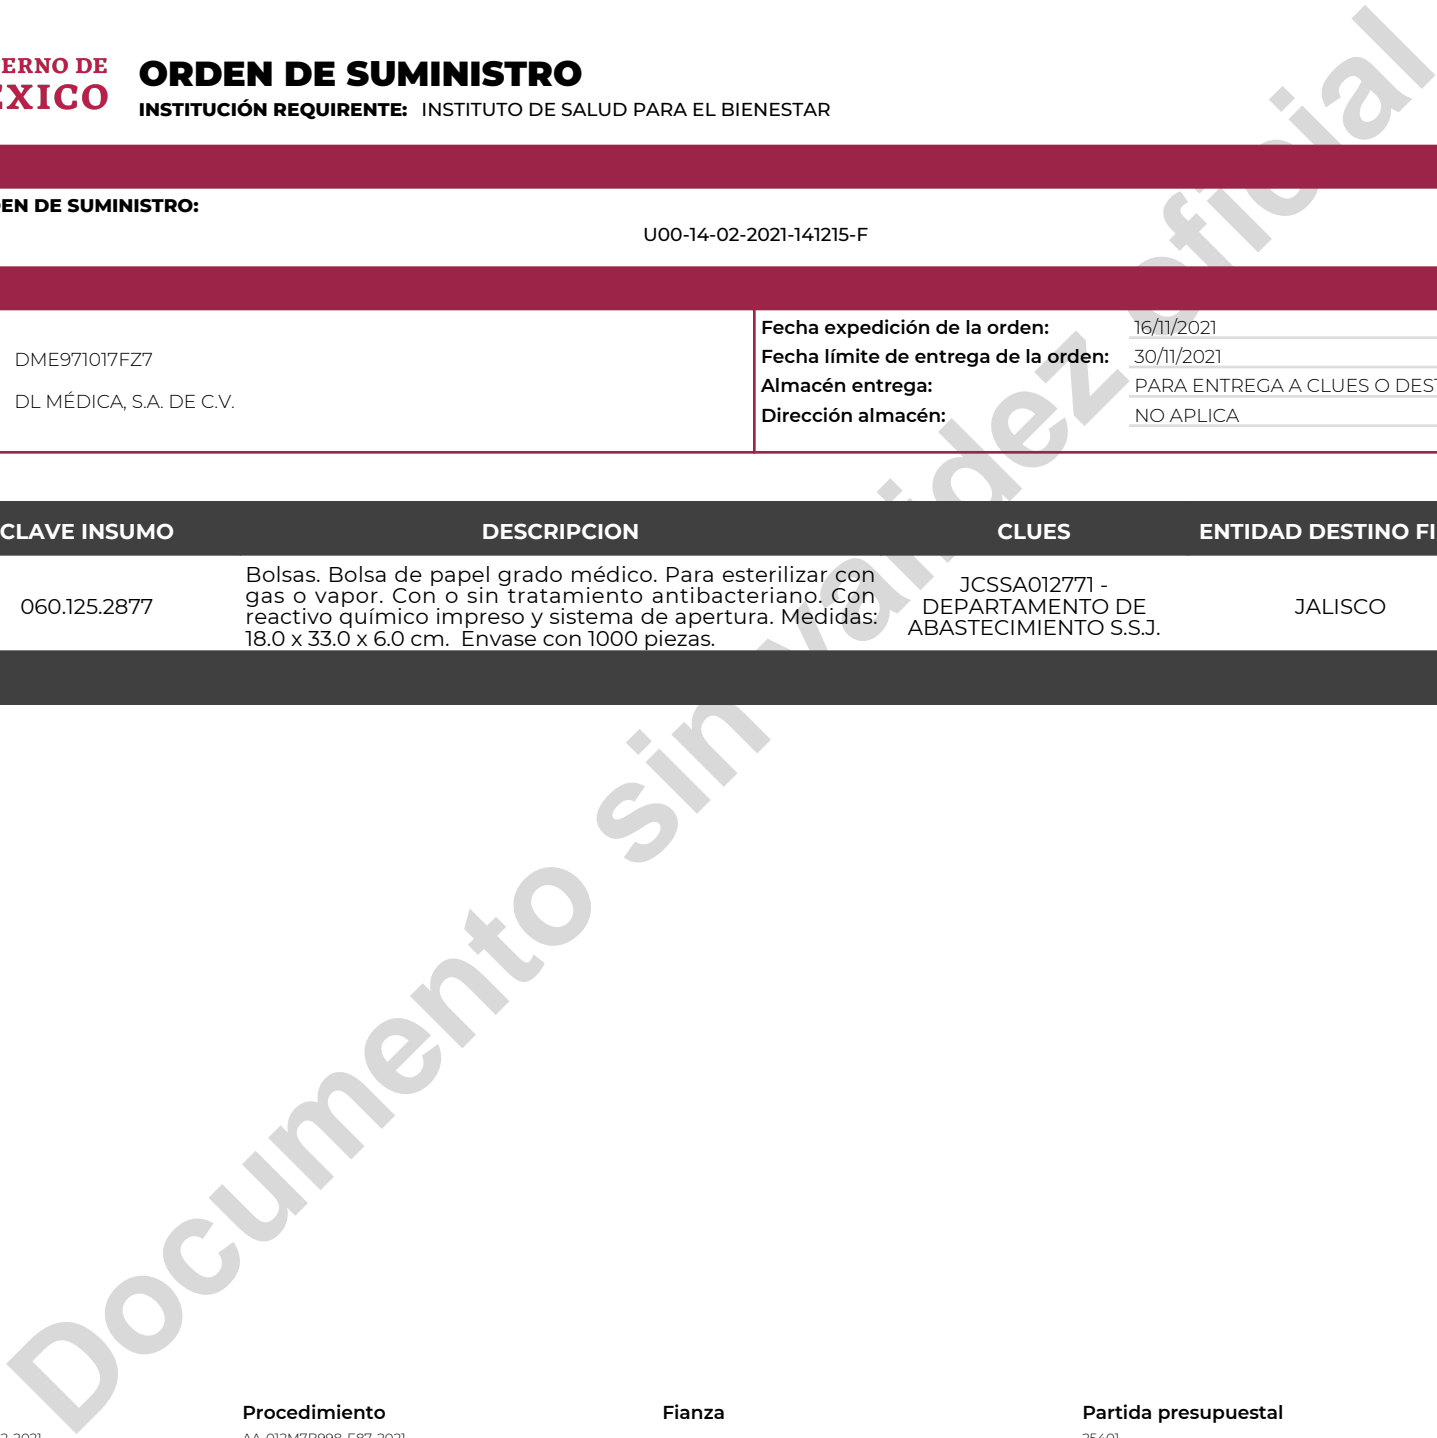 ERNO DE
EXICO
ORDEN DE SUMINISTRO
INSTITUCIÓN REQUIRENTE: INSTITUTO DE SALUD PARA EL BIENESTAR
EN DE SUMINISTRO:
U00-14-02-2021-141215-F
DME971017FZ7
DL MÉDICA, S.A. DE C.V.
Fecha expedición de la orden: 16/11/2021
Fecha límite de entrega de la orden: 30/11/2021
Almacén entrega: PARA ENTREGA A CLUES O DEST
Dirección almacén: NO APLICA
CLAVE INSUMO DESCRIPCION CLUES ENTIDAD DESTINO FI
060.125.2877
Bolsas. Bolsa de papel grado médico. Para esterilizar con
gas o vapor. Con o sin tratamiento antibacteriano. Con
reactivo químico impreso y sistema de apertura. Medidas:
18.0 x 33.0 x 6.0 cm. Envase con 1000 piezas.
JCSSA012771 -
DEPARTAMENTO DE
ABASTECIMIENTO S.S.J.
JALISCO
Documento sin validez oficial
Procedimiento Fianza Partida presupuestal